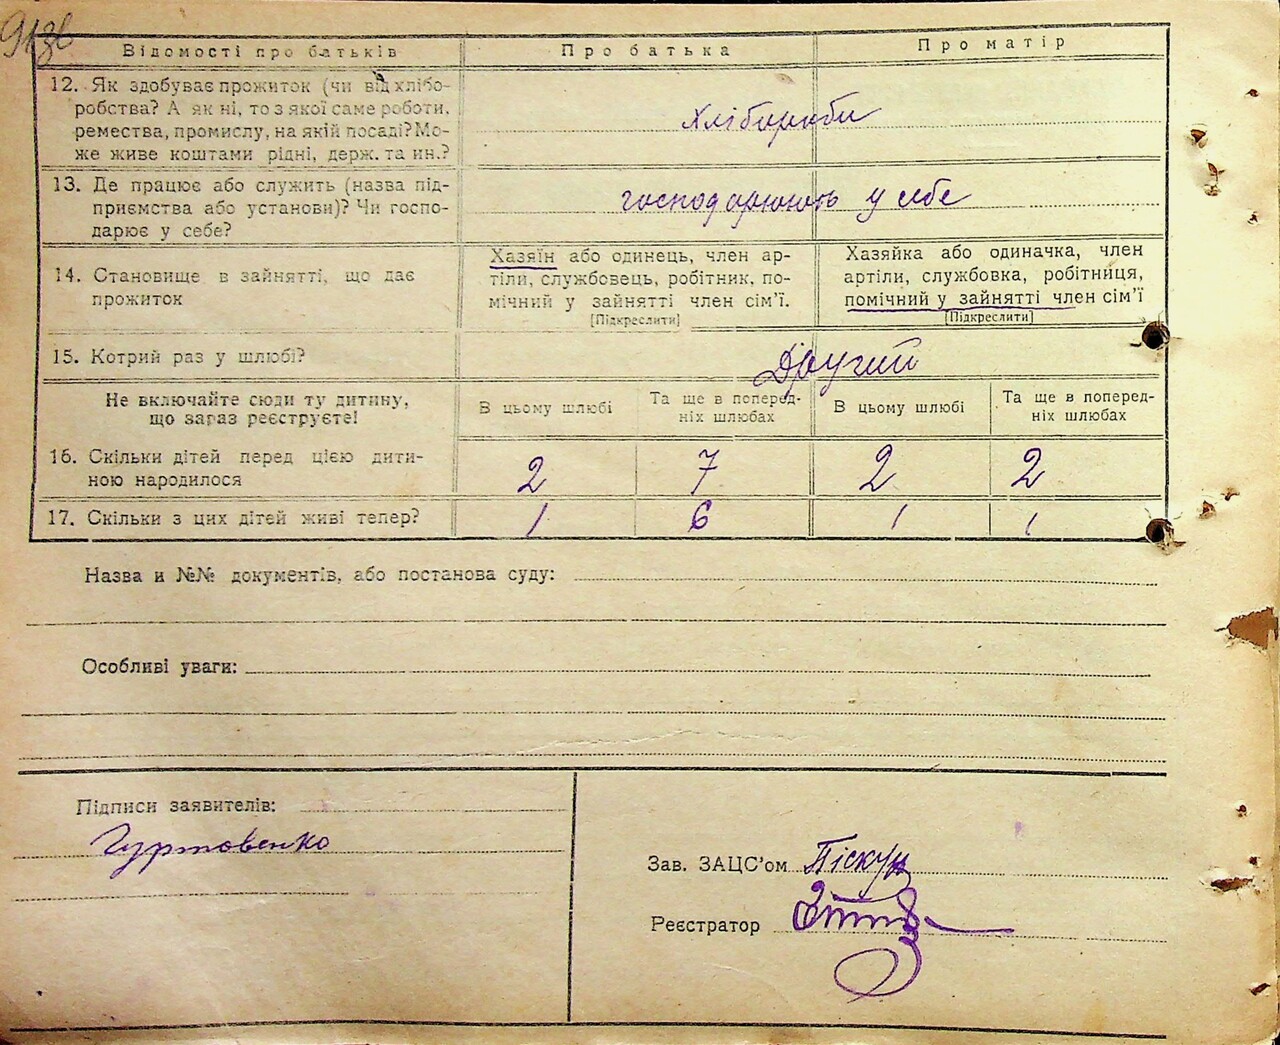 Відомості про батьків Про батька Про матір
12. Як здобуває прожиток (чи від хлібо-
робства? А як ні, то з якої саме роботи,
ремества, промислу, на якій посаді? Мо-
же живе коштами рідні, держ. та ин.?
Хлібороби
13. Де працює або служить (назва під-
приємства або установи)? Чи госпо-
дарює у себе?
господарюють у себе
14. Становище в зайнятті, що дає
прожиток
Хазяїн або одинець, член ар-
тіли, службовець, робітник, по-
мічний у зайнятті член сім'ї.
[Підкреслити]
Хазяйка або одиначка, член
артіли, службовка, робітниця,
помічний у зайнятті член сім'ї
[Підкреслити]
15. Котрий раз у шлюбі?
Другий
Не включайте сюди ту дитину,
що зараз реєструєте!
В цьому шлюбі
Та ще в поперед-
ніх шлюбах
В цьому шлюбі
Та ще в поперед-
ніх шлюбах
16. Скільки дітей перед цією дити-
ною народилося
2 7 2 2
17. Скільки з цих дітей живі тепер? 1 6 1 1
Назва и №№ документів, або постанова суду:
Особливі уваги:
Підписи заявителів:
Гуртовенко
Зав. ЗАЦС'ом Піскун
Реєстратор